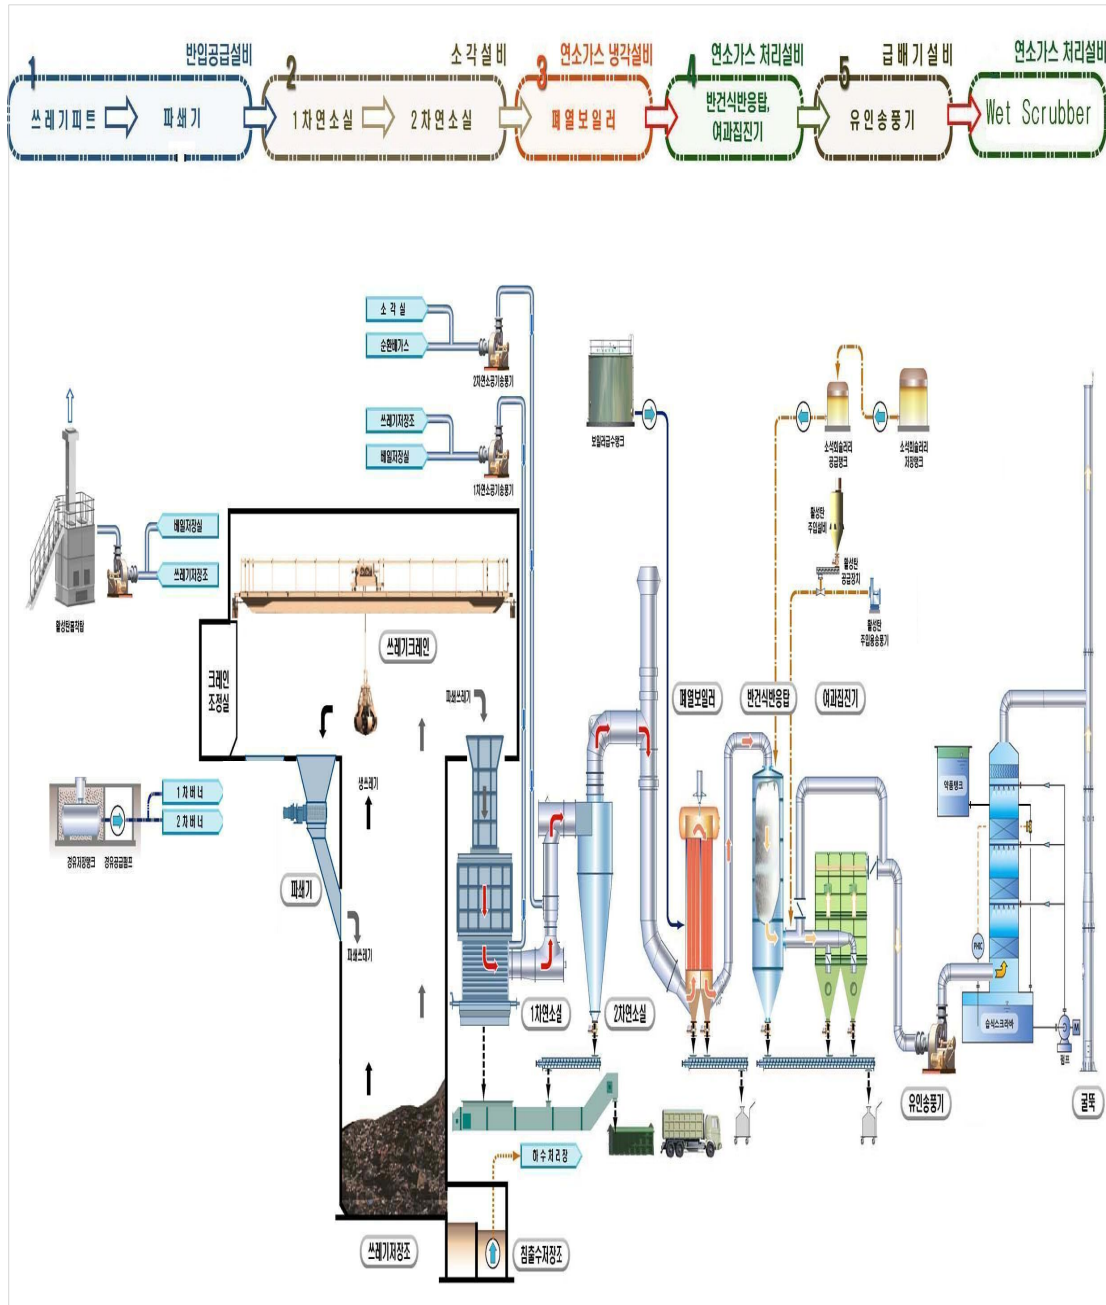 반입공급설비
소각설비
연소가스 냉각설비
연소가스 처리설비
급배기설비
연소가스 처리설비
1
2
3
4
5
쓰레기피트
파쇄기
1차연소실
2차연소실
폐열보일러
반건식반응탑,
여과집진기
유인송풍기
Wet Scrubber
소각실
순환배가스
2차연소공기송풍기
쓰레기저장조
베일저장실
1차연소공기송풍기
보일러급수탱크
소석회슬러리
공급탱크
소석회슬러리
저장탱크
활성탄
주입설비
활성탄
공급장치
활성탄
주입용송풍기
베일저장실
쓰레기저장조
활성탄흡착탑
크레인
조정실
쓰레기크레인
파쇄쓰레기
생쓰레기
폐열보일러
반건식반응탑
여과집진기
1차버너
2차버너
경유저장탱크
경유공급펌프
파쇄기
파쇄쓰레기
1차연소실
2차연소실
약품탱크
PHIC
습식스크러버
M
펌프
유인송풍기
굴뚝
하수처리장
쓰레기저장조
침출수저장조